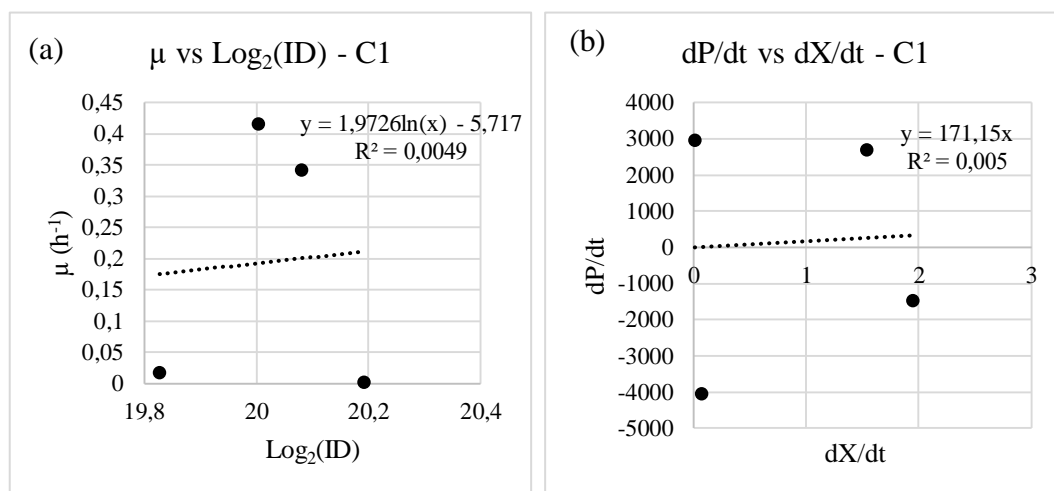 (a)
µ vs Log₂(ID) - C1
0,45
0,4
0,35
0,3
0,25
0,2
0,15
0,1
0,05
0
y = 1,9726ln(x) - 5,717
R² = 0,0049
µ (h⁻¹)
19,8 20 20,2 20,4
Log₂(ID)
(b)
dP/dt vs dX/dt - C1
4000
3000
2000
1000
0
-1000
-2000
-3000
-4000
-5000
y = 171,15x
R² = 0,005
dP/dt
0 1 2 3
dX/dt